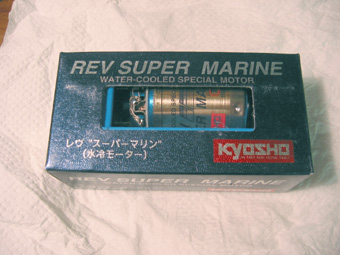 REV SUPER MARINE
WATER-COOLED SPECIAL MOTOR
レヴ "スーパーマリン"
(水冷モーター)
KYOSHO
REV SUPER MARINE